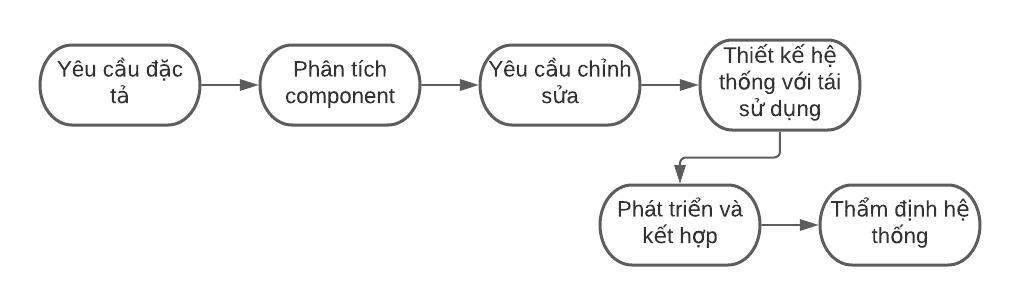 Yêu cầu đặc
tả
Phân tích
component
Yêu cầu chỉnh
sửa
Thiết kế hệ
thống với tái
sử dụng
Phát triển và
kết hợp
Thẩm định hệ
thống